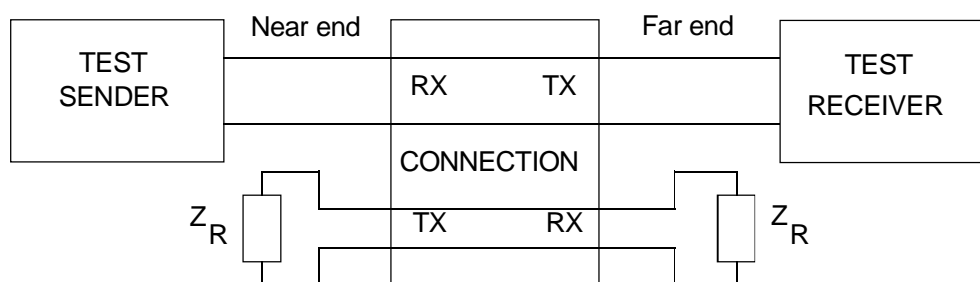 Near end
Far end
TEST
SENDER
RX
TX
TEST
RECEIVER
CONNECTION
Z
R
TX
RX
Z
R